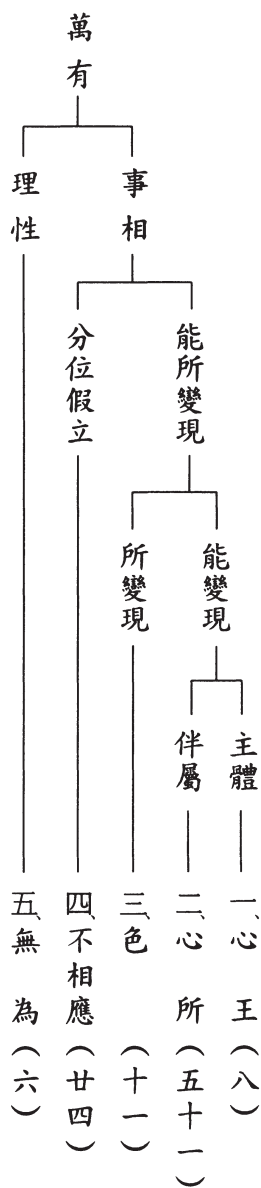 萬有
事相
理性
能所變現
分位假立
能變現
所變現
主體
伴屬
一、心王（八）
二、心所（五十一）
三、色（十一）
四、不相應（廿四）
五、無為（六）